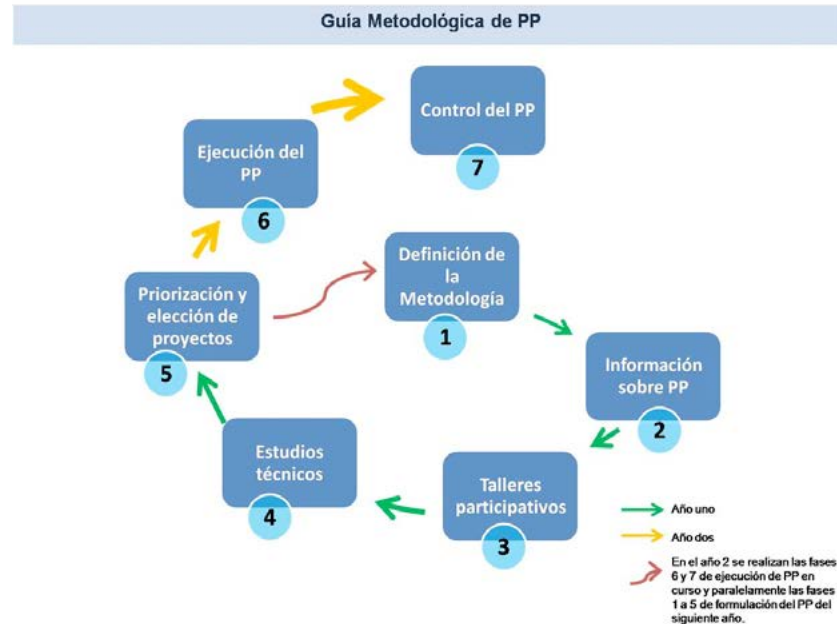 Guía Metodológica de PP
Control del PP
7
Ejecución del
PP
6
Definición de
la
Metodología
1
Priorización y
elección de
proyectos
5
Información
sobre PP
2
Estudios
técnicos
4
Talleres
participativos
3
Año uno
Año dos
En el año 2 se realizan las fases
6 y 7 de ejecución de PP en
curso y paralelamente las fases
1 a 5 de formulación del PP del
siguiente año.